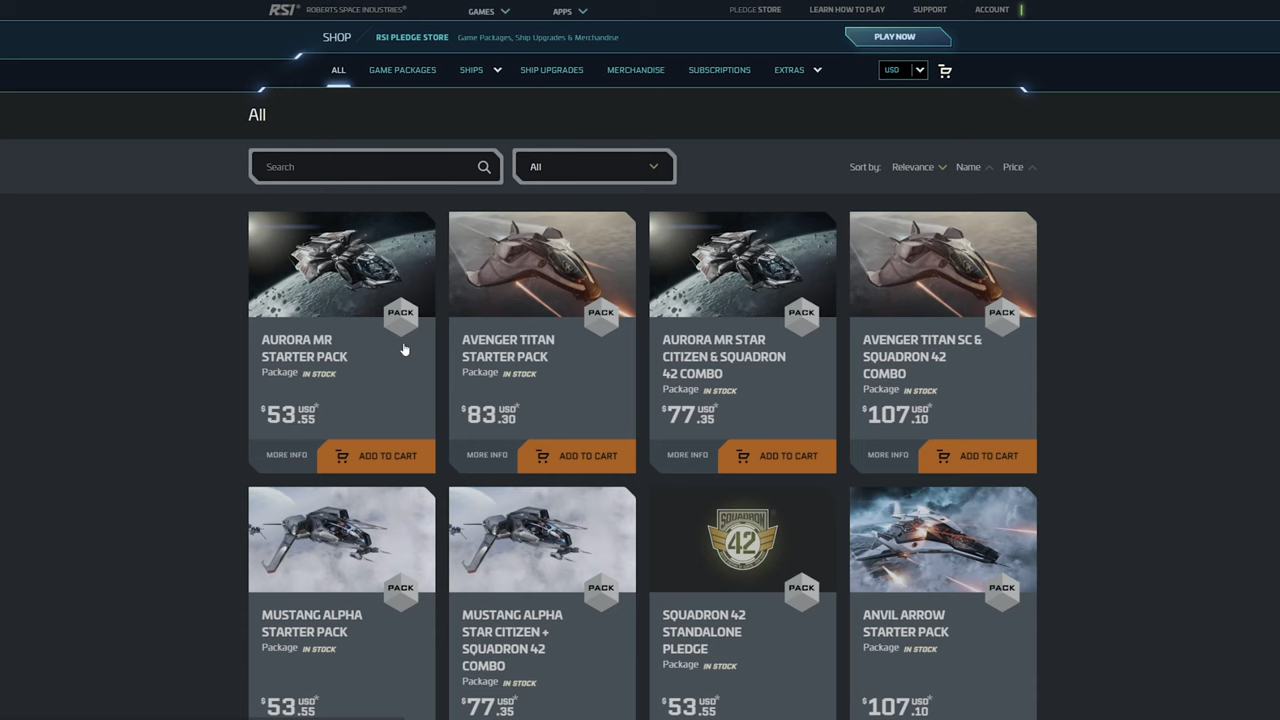 RSI ROBERTS SPACE INDUSTRIES® GAMES APPS PLEDGE STORE LEARN HOW TO PLAY SUPPORT ACCOUNT
SHOP RSI PLEDGE STORE Game Packages, Ship Upgrades & Merchandise PLAY NOW
ALL GAME PACKAGES SHIPS SHIP UPGRADES MERCHANDISE SUBSCRIPTIONS EXTRAS USD
All
Search All Sort by: Relevance Name Price
PACK
AURORA MR
STARTER PACK
Package IN STOCK
$53.55 USD*
MORE INFO ADD TO CART
PACK
AVENGER TITAN
STARTER PACK
Package IN STOCK
$83.30 USD*
MORE INFO ADD TO CART
PACK
AURORA MR STAR
CITIZEN & SQUADRON
42 COMBO
Package IN STOCK
$77.35 USD*
MORE INFO ADD TO CART
PACK
AVENGER TITAN SC &
SQUADRON 42
COMBO
Package IN STOCK
$107.10 USD*
MORE INFO ADD TO CART
PACK
MUSTANG ALPHA
STARTER PACK
Package IN STOCK
$53.55 USD*
PACK
MUSTANG ALPHA
STAR CITIZEN +
SQUADRON 42
COMBO
Package IN STOCK
$77.35 USD*
SQUADRON
42
PACK
SQUADRON 42
STANDALONE
PLEDGE
Package IN STOCK
$53.55 USD*
PACK
ANVIL ARROW
STARTER PACK
Package IN STOCK
$107.10 USD*